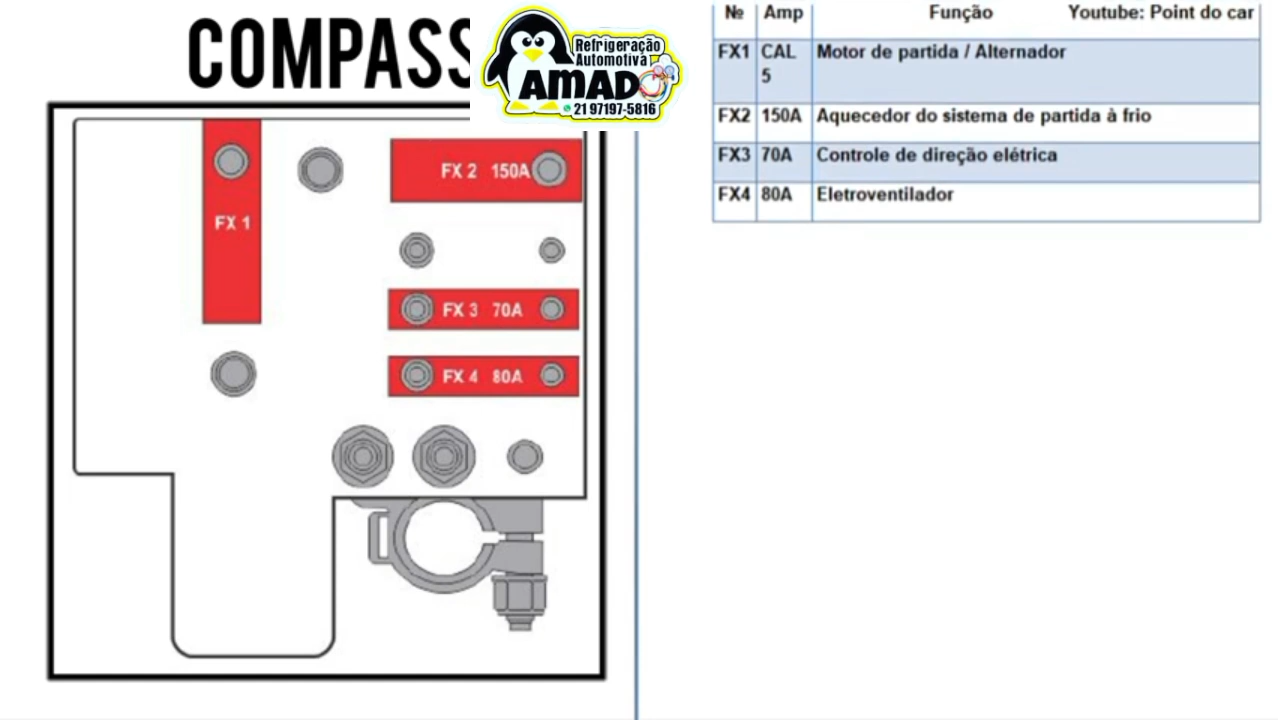 COMPASS
Refrigeração
Automotiva
AMADO
21 97197-5816
FX 1
FX 2 150A
FX 3 70A
FX 4 80A
№ Amp Função Youtube: Point do car
FX1 CAL 5 Motor de partida / Alternador
FX2 150A Aquecedor do sistema de partida à frio
FX3 70A Controle de direção elétrica
FX4 80A Eletroventilador